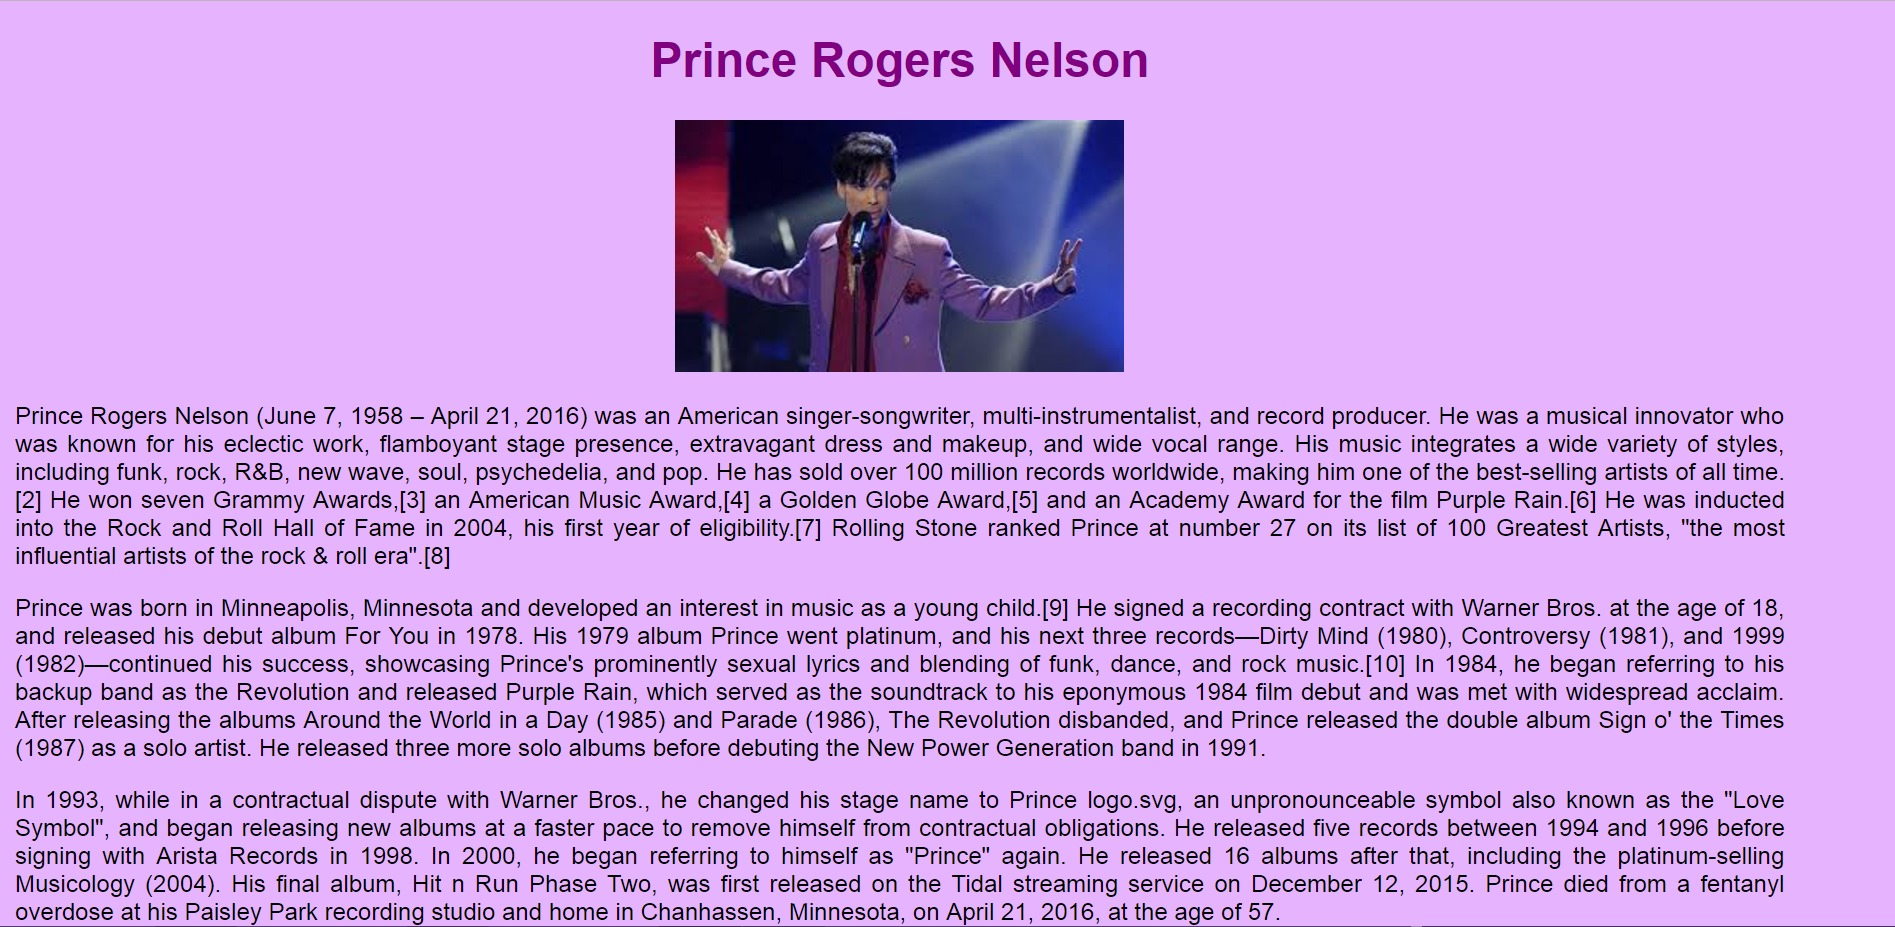 Prince Rogers Nelson
Prince Rogers Nelson (June 7, 1958 – April 21, 2016) was an American singer-songwriter, multi-instrumentalist, and record producer. He was a musical innovator who
was known for his eclectic work, flamboyant stage presence, extravagant dress and makeup, and wide vocal range. His music integrates a wide variety of styles,
including funk, rock, R&B, new wave, soul, psychedelia, and pop. He has sold over 100 million records worldwide, making him one of the best-selling artists of all time.
[2] He won seven Grammy Awards,[3] an American Music Award,[4] a Golden Globe Award,[5] and an Academy Award for the film Purple Rain.[6] He was inducted
into the Rock and Roll Hall of Fame in 2004, his first year of eligibility.[7] Rolling Stone ranked Prince at number 27 on its list of 100 Greatest Artists, "the most
influential artists of the rock & roll era".[8]
Prince was born in Minneapolis, Minnesota and developed an interest in music as a young child.[9] He signed a recording contract with Warner Bros. at the age of 18,
and released his debut album For You in 1978. His 1979 album Prince went platinum, and his next three records—Dirty Mind (1980), Controversy (1981), and 1999
(1982)—continued his success, showcasing Prince's prominently sexual lyrics and blending of funk, dance, and rock music.[10] In 1984, he began referring to his
backup band as the Revolution and released Purple Rain, which served as the soundtrack to his eponymous 1984 film debut and was met with widespread acclaim.
After releasing the albums Around the World in a Day (1985) and Parade (1986), The Revolution disbanded, and Prince released the double album Sign o' the Times
(1987) as a solo artist. He released three more solo albums before debuting the New Power Generation band in 1991.
In 1993, while in a contractual dispute with Warner Bros., he changed his stage name to Prince logo.svg, an unpronounceable symbol also known as the "Love
Symbol", and began releasing new albums at a faster pace to remove himself from contractual obligations. He released five records between 1994 and 1996 before
signing with Arista Records in 1998. In 2000, he began referring to himself as "Prince" again. He released 16 albums after that, including the platinum-selling
Musicology (2004). His final album, Hit n Run Phase Two, was first released on the Tidal streaming service on December 12, 2015. Prince died from a fentanyl
overdose at his Paisley Park recording studio and home in Chanhassen, Minnesota, on April 21, 2016, at the age of 57.